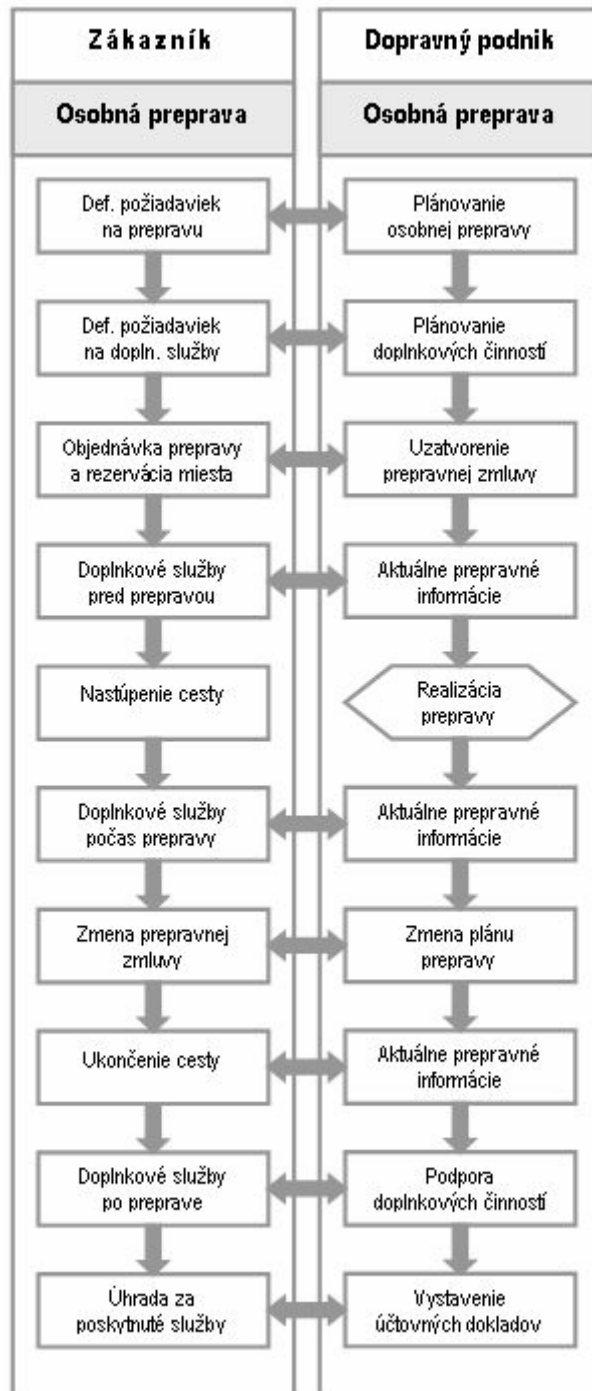 Zákazník
Osobná preprava
Def. požiadaviek
na prepravu
Def. požiadaviek
na dopln. služby
Objednávka prepravy
a rezervácia miesta
Doplnkové služby
pred prepravou
Nastúpenie cesty
Doplnkové služby
počas prepravy
Zmena prepravnej
zmluvy
Ukončenie cesty
Doplnkové služby
po preprave
Úhrada za
poskytnuté služby
Dopravný podnik
Osobná preprava
Plánovanie
osobnej prepravy
Plánovanie
doplnkových činností
Uzatvorenie
prepravnej zmluvy
Aktuálne prepravné
informácie
Realizácia
prepravy
Aktuálne prepravné
informácie
Zmena plánu
prepravy
Aktuálne prepravné
informácie
Podpora
doplnkových činností
Vystavenie
účtovných dokladov